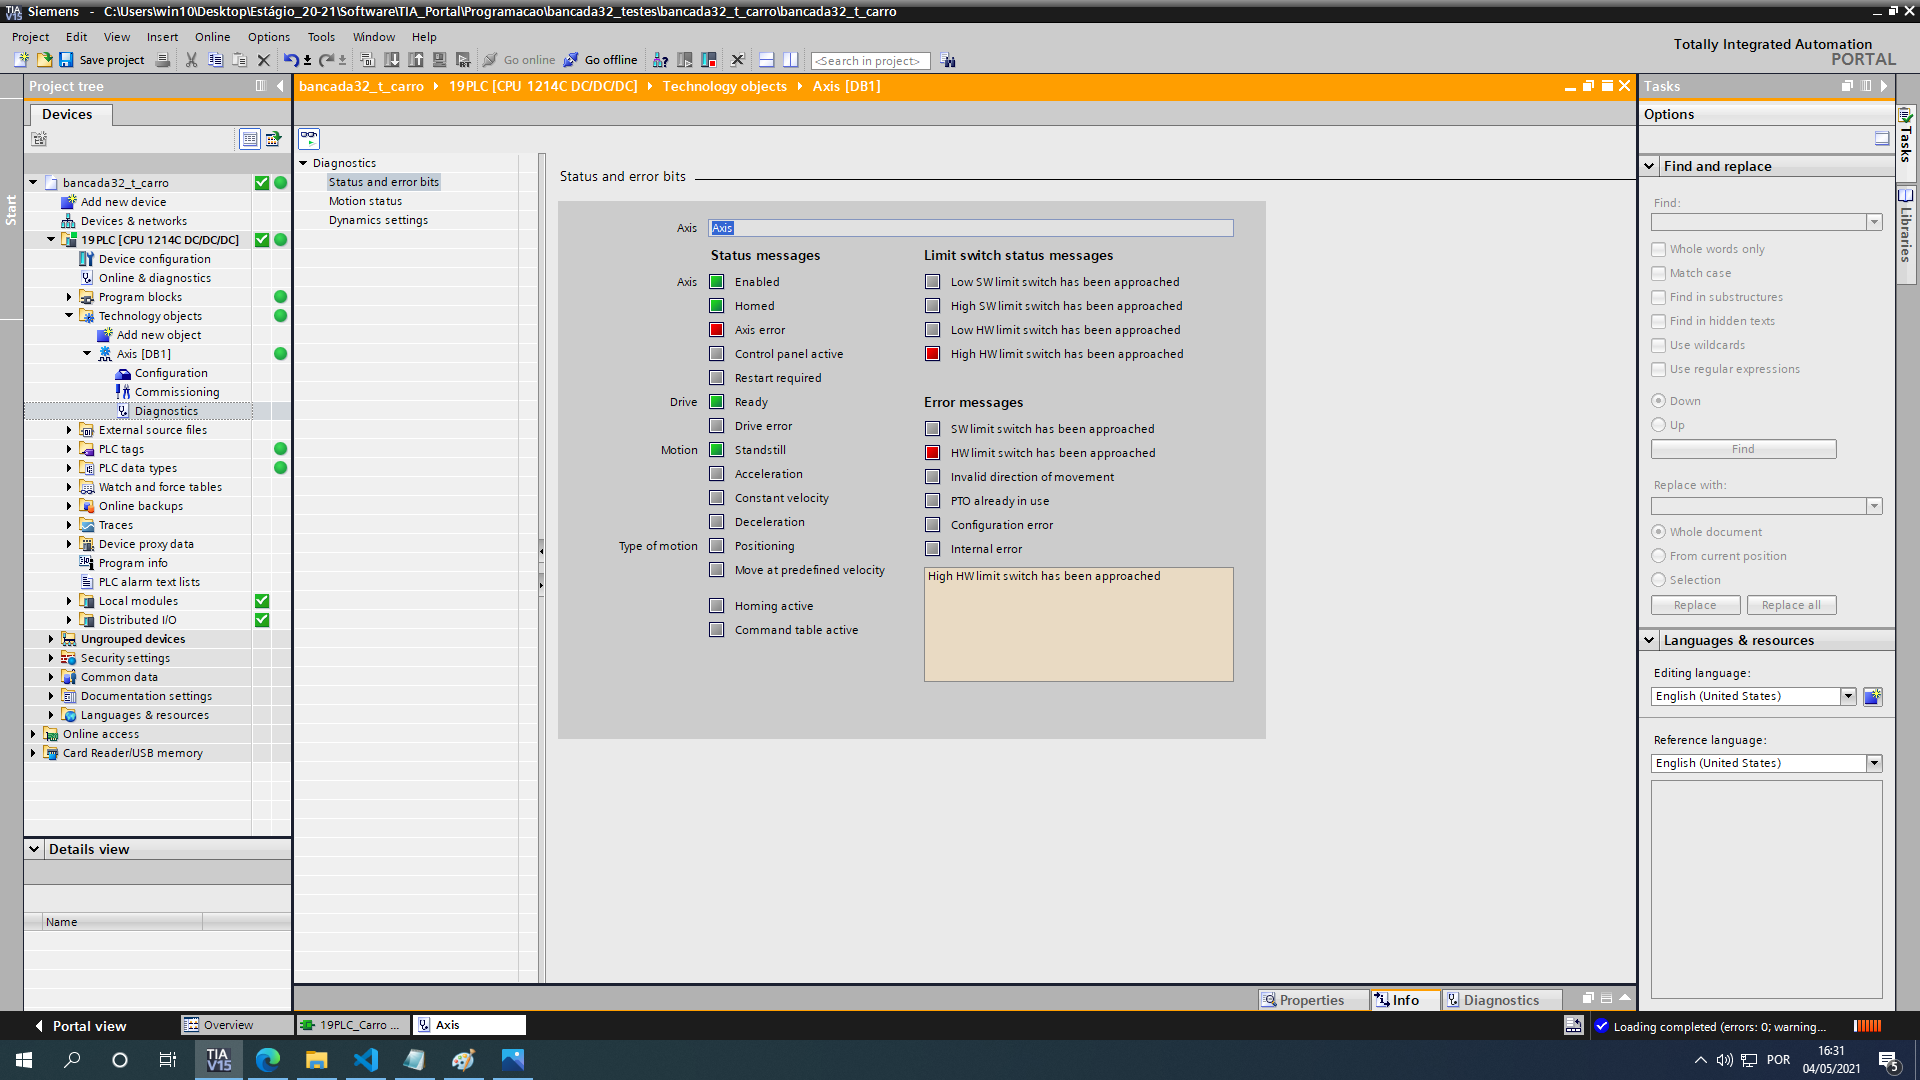 Siemens - C:\Users\win10\Desktop\Estágio_20-21\Software\TIA_Portal\Programacao\bancada32_testes\bancada32_t_carro\bancada32_t_carro
Project Edit View Insert Online Options Tools Window Help
Totally Integrated Automation
PORTAL
Save project
Go online
Go offline
<Search in project>
Project tree
bancada32_t_carro 19PLC [CPU 1214C DC/DC/DC] Technology objects Axis [DB1]
Tasks
Devices
Options
Start
bancada32_t_carro
Add new device
Devices & networks
19PLC [CPU 1214C DC/DC/DC]
Device configuration
Online & diagnostics
Program blocks
Technology objects
Add new object
Axis [DB1]
Configuration
Commissioning
Diagnostics
External source files
PLC tags
PLC data types
Watch and force tables
Online backups
Traces
Device proxy data
Program info
PLC alarm text lists
Local modules
Distributed I/O
Ungrouped devices
Security settings
Common data
Documentation settings
Languages & resources
Online access
Card Reader/USB memory
Details view
Name
Diagnostics
Status and error bits
Motion status
Dynamics settings
Status and error bits
Axis Axis
Status messages
Axis Enabled
Homed
Axis error
Control panel active
Restart required
Drive Ready
Drive error
Motion Standstill
Acceleration
Constant velocity
Deceleration
Type of motion Positioning
Move at predefined velocity
Homing active
Command table active
Limit switch status messages
Low SW limit switch has been approached
High SW limit switch has been approached
Low HW limit switch has been approached
High HW limit switch has been approached
Error messages
SW limit switch has been approached
HW limit switch has been approached
Invalid direction of movement
PTO already in use
Configuration error
Internal error
High HW limit switch has been approached
Find and replace
Find:
Whole words only
Match case
Find in substructures
Find in hidden texts
Use wildcards
Use regular expressions
Down
Up
Find
Replace with:
Whole document
From current position
Selection
Replace Replace all
Languages & resources
Editing language:
English (United States)
Reference language:
English (United States)
Tasks
Libraries
Properties Info Diagnostics
Portal view
Overview
19PLC_Carro ...
Axis
Loading completed (errors: 0; warning...
TIA
V15
POR
16:31
04/05/2021
5